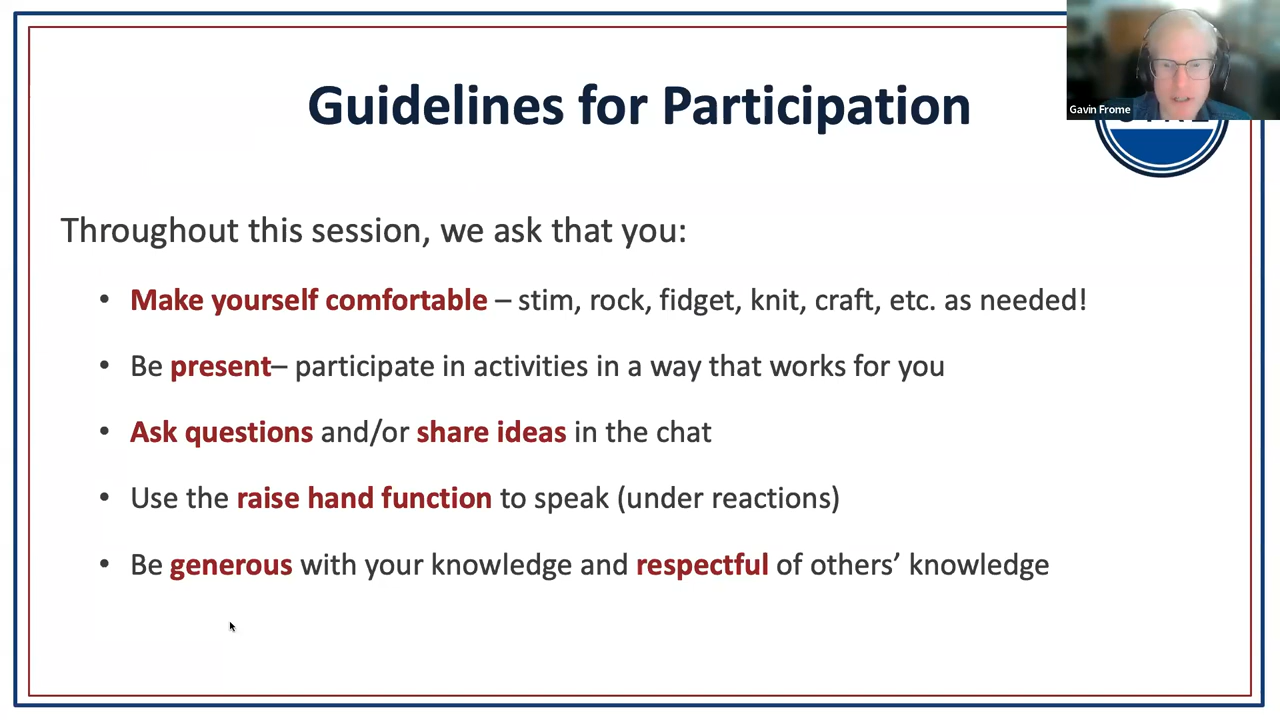 Guidelines for Participation
Gavin Frome
Throughout this session, we ask that you:
• Make yourself comfortable – stim, rock, fidget, knit, craft, etc. as needed!
• Be present– participate in activities in a way that works for you
• Ask questions and/or share ideas in the chat
• Use the raise hand function to speak (under reactions)
• Be generous with your knowledge and respectful of others’ knowledge